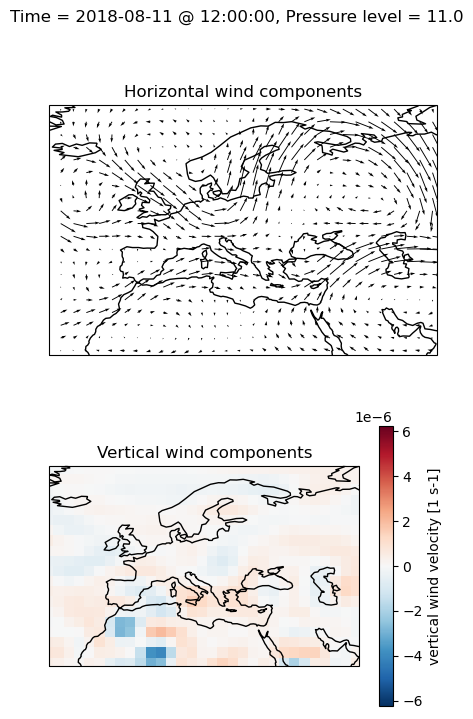 Time = 2018-08-11 @ 12:00:00, Pressure level = 11.0
Horizontal wind components
Vertical wind components
1e−6
6
4
2
0
−2
−4
−6
vertical wind velocity [1 s-1]